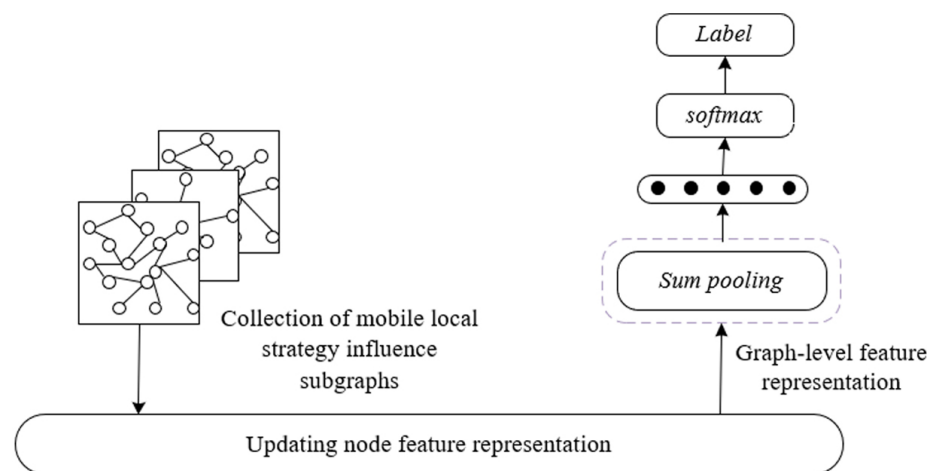 Label
softmax
Sum pooling
Collection of mobile local
strategy influence
subgraphs
Graph-level feature
representation
Updating node feature representation